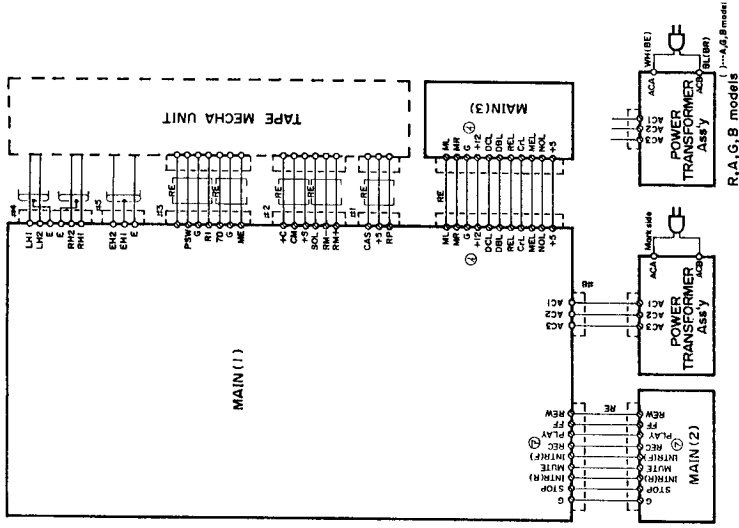 TAPE MECHA UNIT
#4
LH1
LH2
E
E
RH2
RH1
#5
EH2
EH1
E
#3
PSW
G
R1
70
G
ME
RE
RE
#2
+C
CM
+S
SOL
RM-
RM+
RE
RE
#1
CAS
+5
RP
RE
MAIN(3)
ML
MR
G
+12
DCL
DBL
REL
CrL
MEL
NOL
+5
RE
ML
MR
G
+12
DCL
DBL
REL
CrL
MEL
NOL
+5
MAIN(1)
#8
AC1
AC2
AC3
AC1
AC2
AC3
POWER
TRANSFORMER
Ass'y
ACA
ACB
Mark side
AC1
AC2
AC3
POWER
TRANSFORMER
Ass'y
ACA
ACB
WH(BE)
BL(BR)
( )---A,G,B model
R,A,G,B models
REW
FF
PLAY
REC
INTR(F)
MUTE
INTR(R)
STOP
G
RE
REW
FF
PLAY
REC
INTR(F)
MUTE
INTR(R)
STOP
G
MAIN(2)